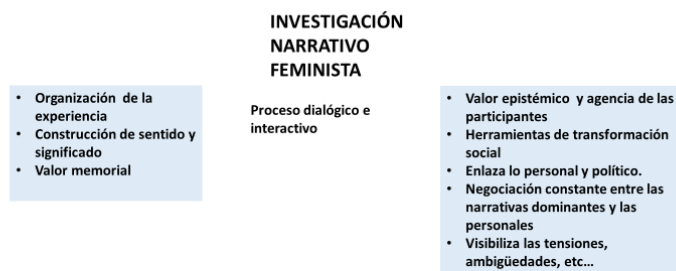 INVESTIGACIÓN
NARRATIVO
FEMINISTA
• Organización de la
experiencia
• Construcción de sentido y
significado
• Valor memorial
Proceso dialógico e
interactivo
• Valor epistémico y agencia de las
participantes
• Herramientas de transformación
social
• Enlaza lo personal y político.
• Negociación constante entre las
narrativas dominantes y las
personales
• Visibiliza las tensiones,
ambigüedades, etc…